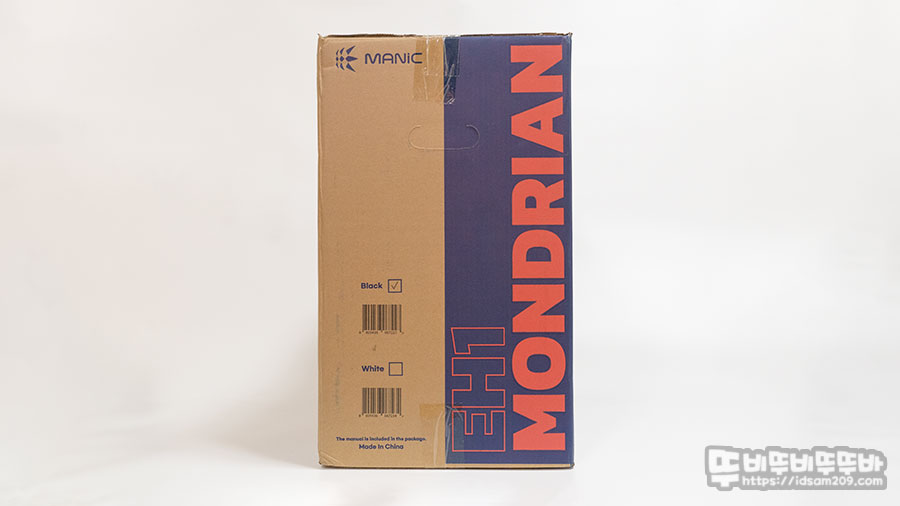 MANiC
MONDRIAN
EH1
Black
White
The manual is included in the package.
Made In China
뚜비뚜비뚜뚜바
https://idsam209.com